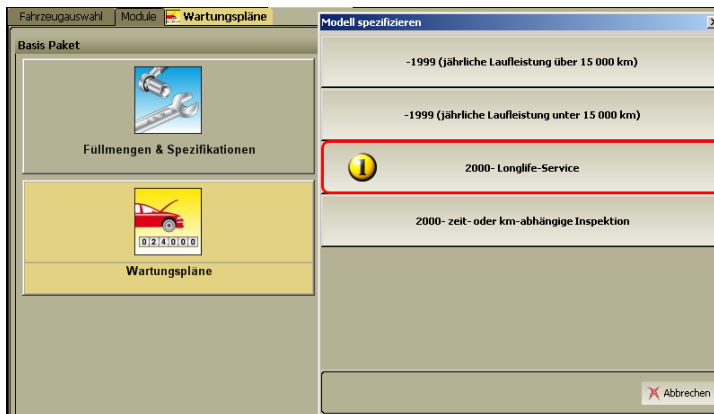 Fahrzeugauswahl Module Wartungspläne
Basis Paket
Füllmengen & Spezifikationen
024000
Wartungspläne
Modell spezifizieren
-1999 (jährliche Laufleistung über 15 000 km)
-1999 (jährliche Laufleistung unter 15 000 km)
1 2000- Longlife-Service
2000- zeit- oder km-abhängige Inspektion
Abbrechen